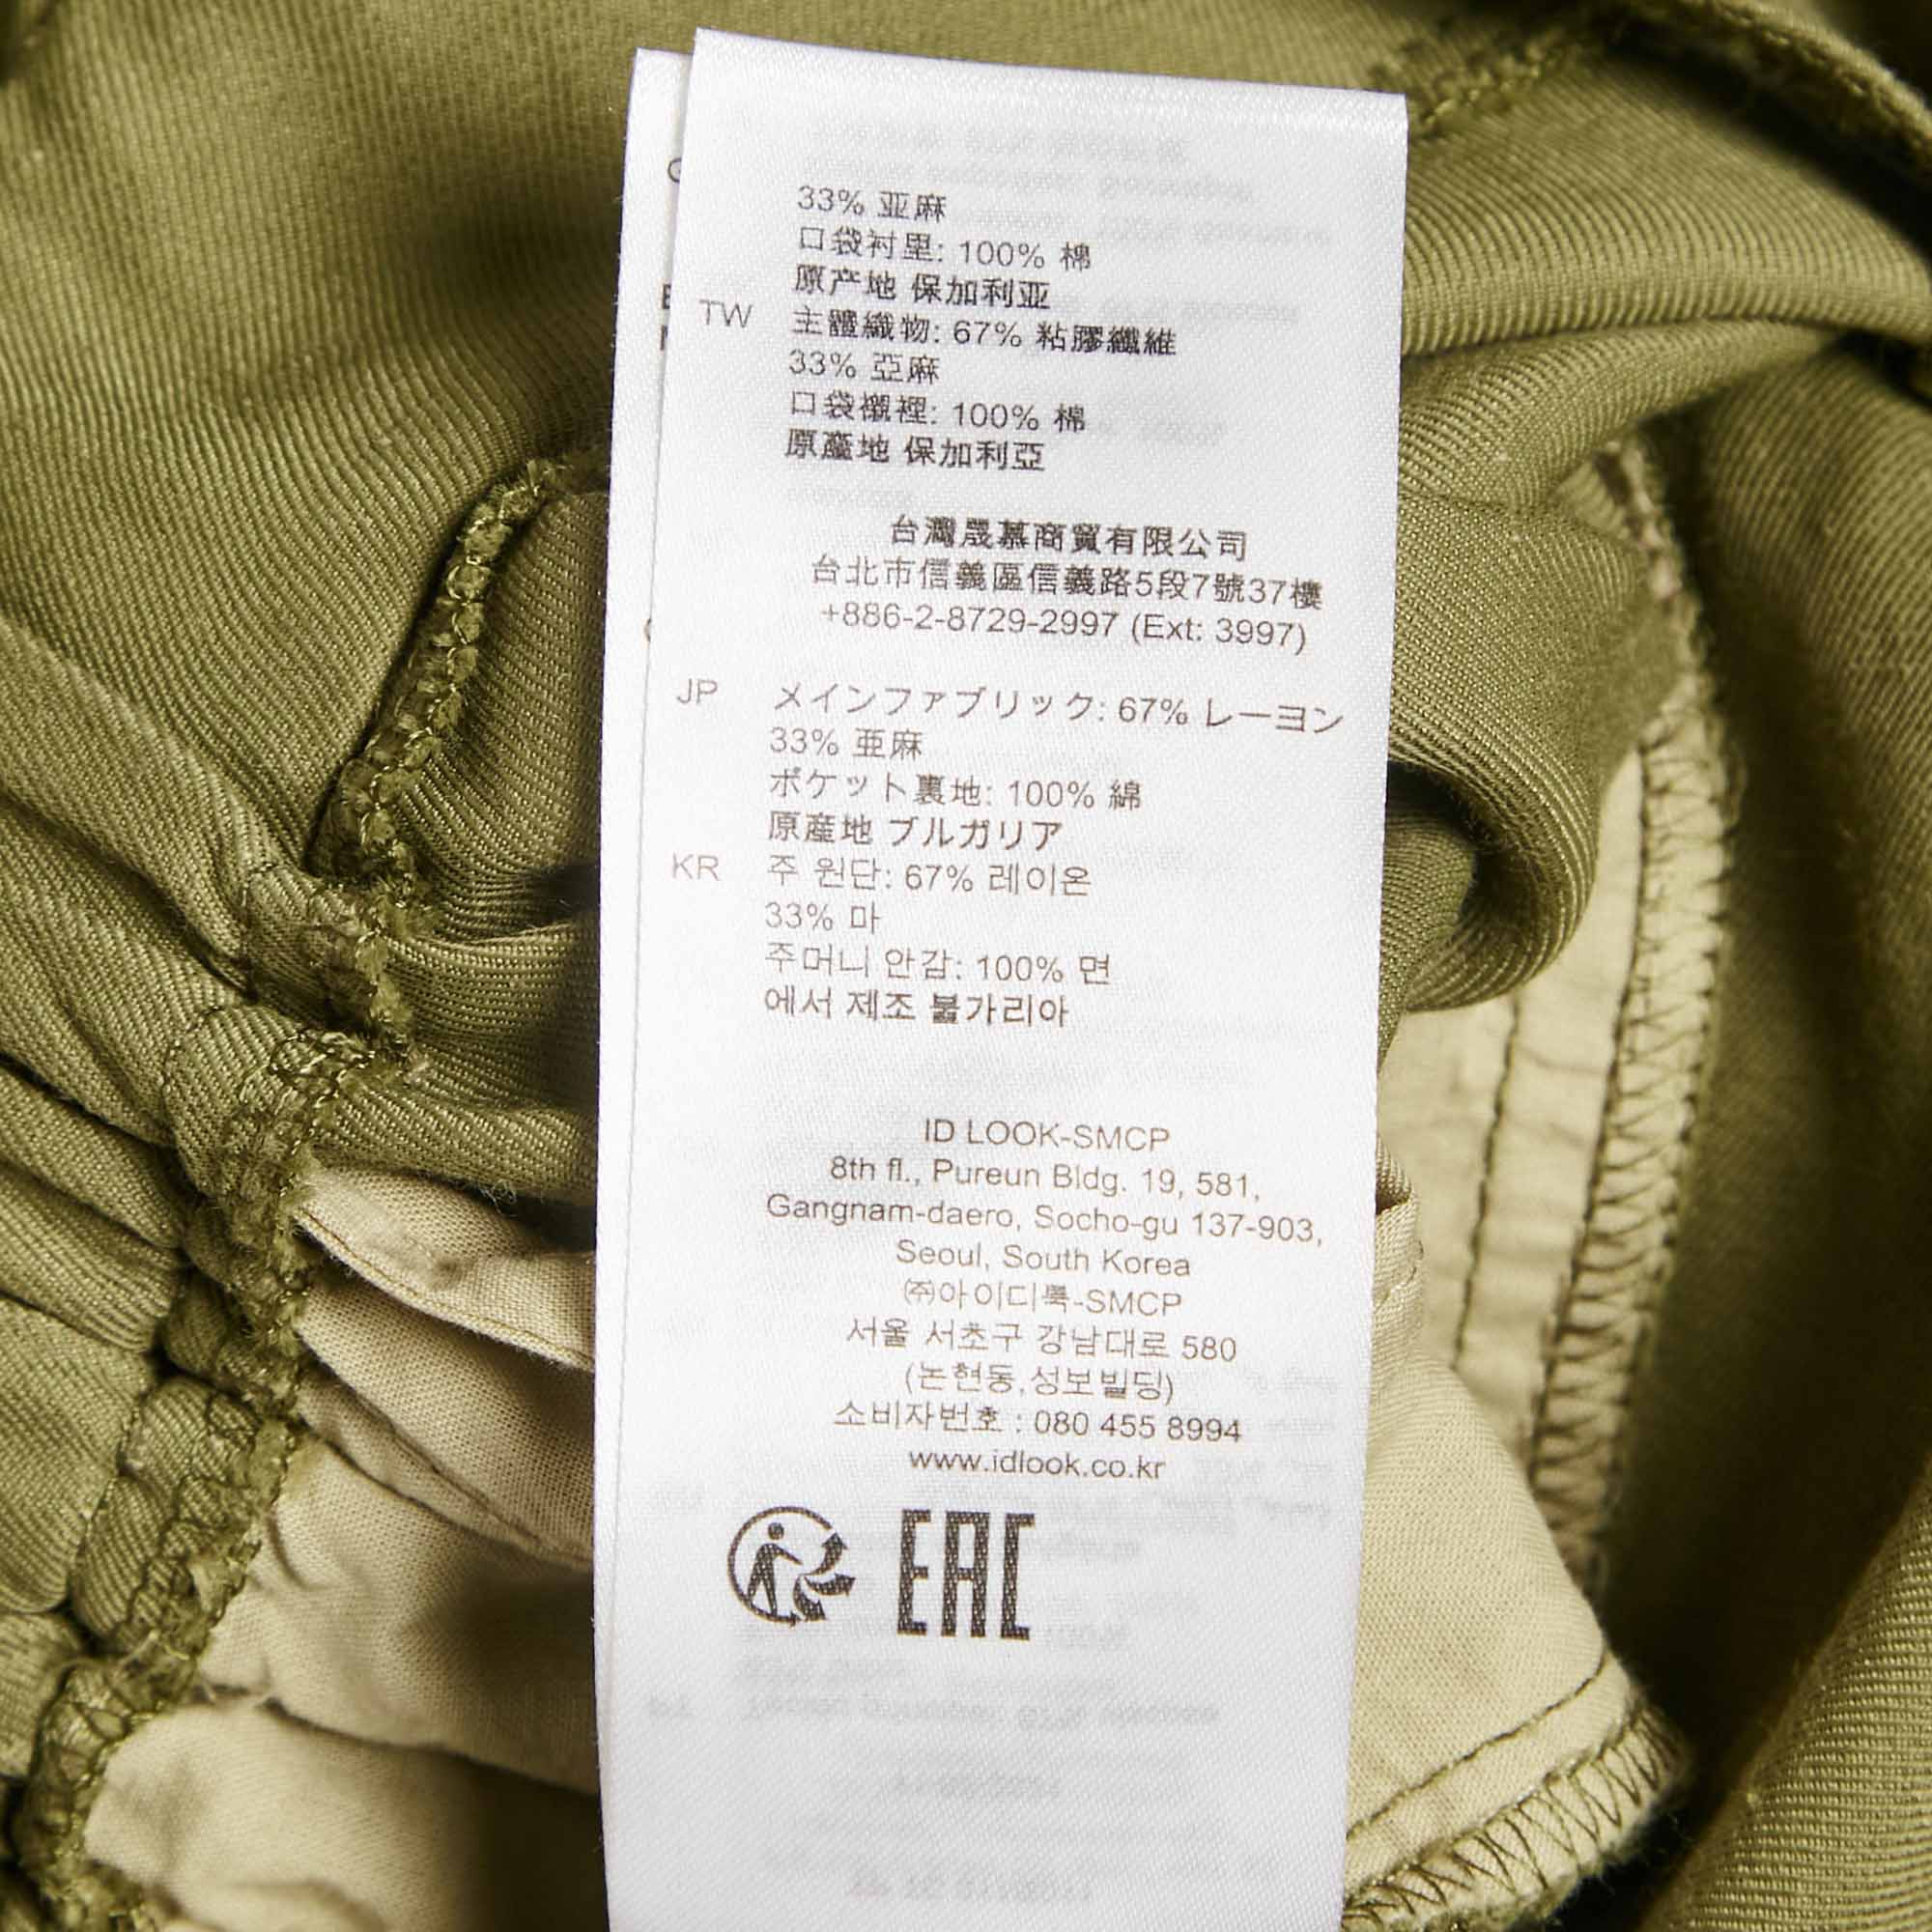 33% 亚麻
口袋衬里: 100% 棉
原产地 保加利亚
TW 主體織物: 67% 粘膠纖維
33% 亞麻
口袋襯裡: 100% 棉
原產地 保加利亞
台灣晟慕商貿有限公司
台北市信義區信義路5段7號37樓
+886-2-8729-2997 (Ext: 3997)
JP メインファブリック: 67% レーヨン
33% 亜麻
ポケット裏地: 100% 綿
原産地 ブルガリア
KR 주 원단: 67% 레이온
33% 마
주머니 안감: 100% 면
에서 제조 불가리아
ID LOOK-SMCP
8th fl., Pureun Bldg. 19, 581,
Gangnam-daero, Socho-gu 137-903,
Seoul, South Korea
㈜아이디룩-SMCP
서울 서초구 강남대로 580
(논현동,성보빌딩)
소비자번호 : 080 455 8994
www.idlook.co.kr
EAC